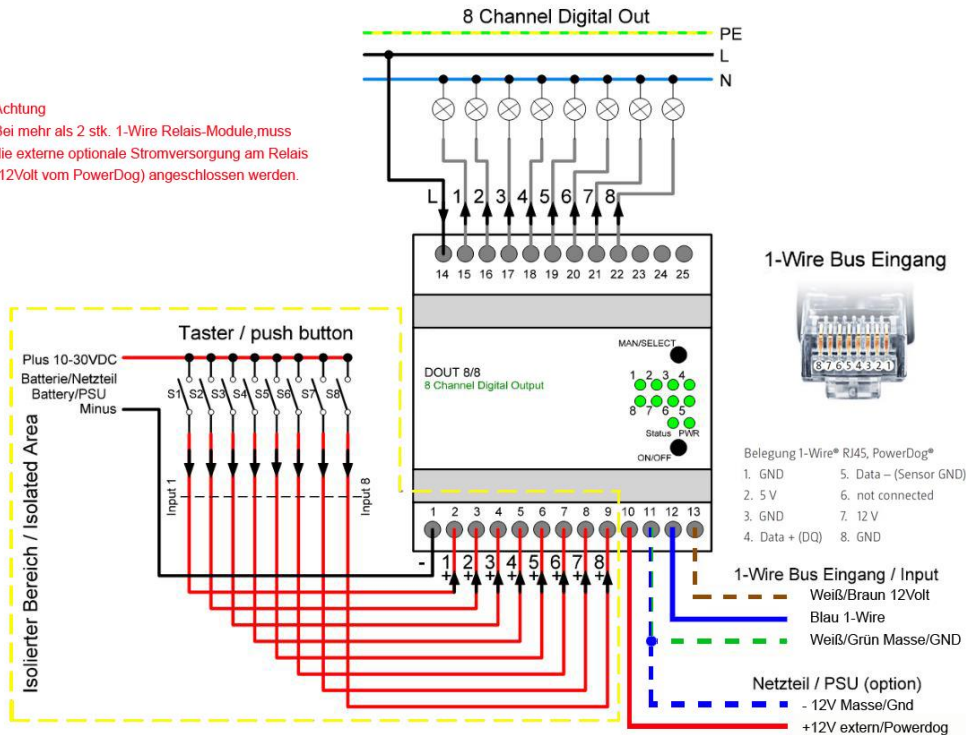 8 Channel Digital Out
PE
L
N
Achtung
Bei mehr als 2 stk. 1-Wire Relais-Module,muss
die externe optionale Stromversorgung am Relais
12Volt vom PowerDog) angeschlossen werden.
L 1 2 3 4 5 6 7 8
14 15 16 17 18 19 20 21 22 23 24 25
1-Wire Bus Eingang
8 7 6 5 4 3 2 1
Taster / push button
Plus 10-30VDC
Batterie/Netzteil
Battery/PSU
Minus
S1 S2 S3 S4 S5 S6 S7 S8
Input 1
Input 8
Isolierter Bereich / Isolated Area
MAN/SELECT
DOUT 8/8
8 Channel Digital Output
1 2 3 4
8 7 6 5
Status PWR
ON/OFF
1 2 3 4 5 6 7 8 9 10 11 12 13
- 1 2 3 4 5 6 7 8
+ + + + + + + +
Belegung 1-Wire® RJ45, PowerDog®
1. GND
2. 5 V
3. GND
4. Data + (DQ)
5. Data – (Sensor GND)
6. not connected
7. 12 V
8. GND
1-Wire Bus Eingang / Input
Weiß/Braun 12Volt
Blau 1-Wire
Weiß/Grün Masse/GND
Netzteil / PSU (option)
- 12V Masse/Gnd
+12V extern/Powerdog